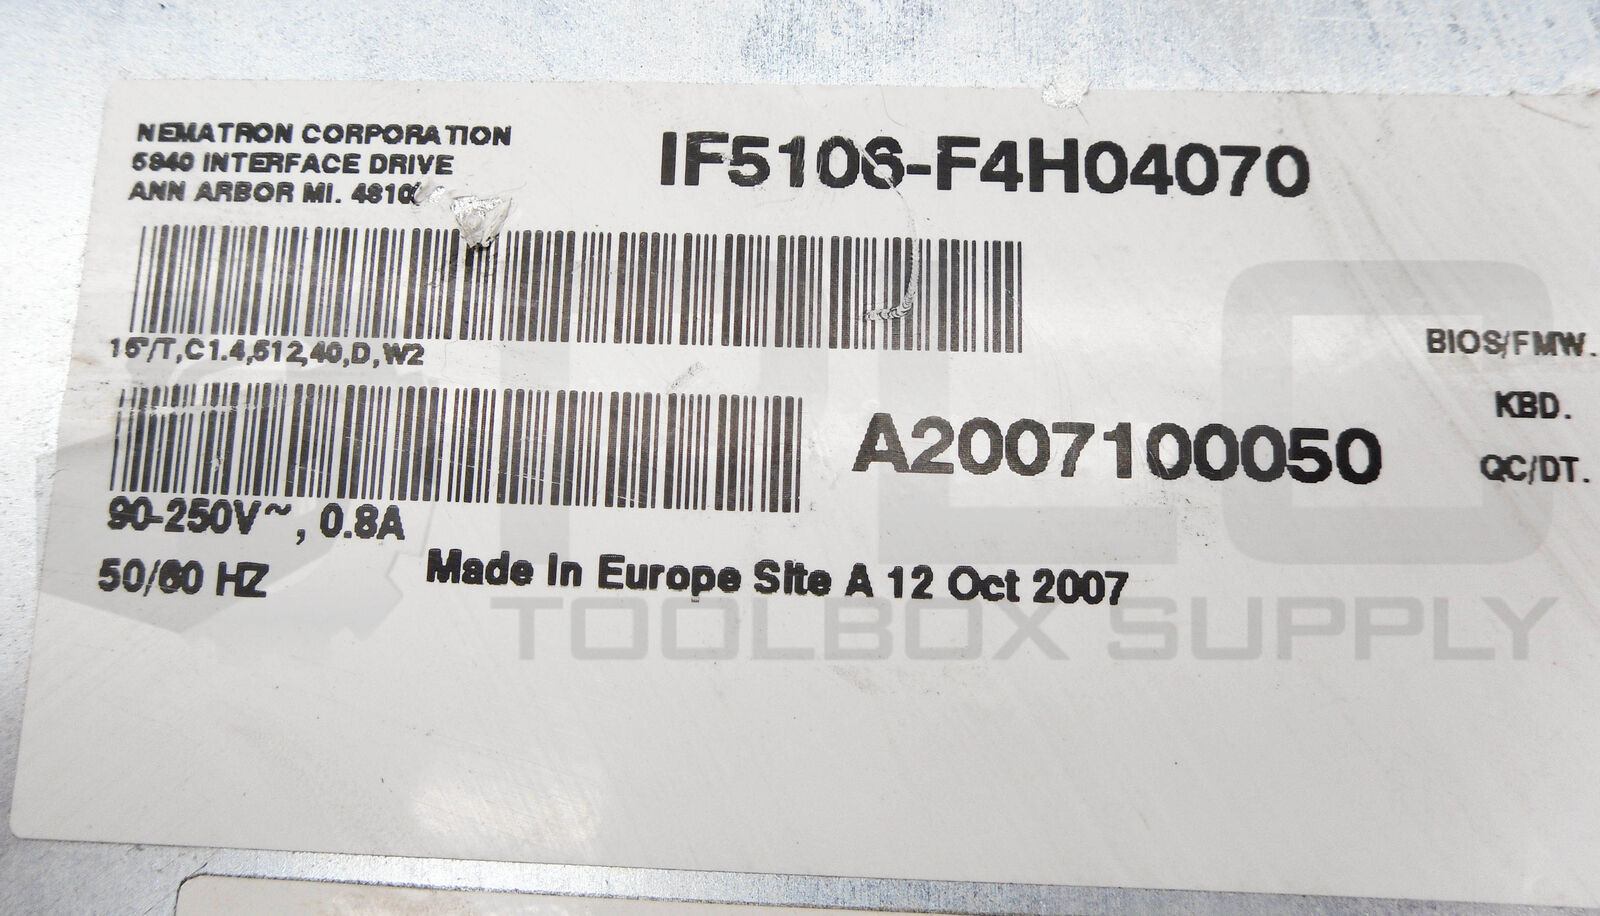 NEMATRON CORPORATION
5840 INTERFACE DRIVE
ANN ARBOR MI.
IF5106-F4H04070
15"/T,C1.4,512,40,D,W2
A2007100050
90-250V~, 0.8A
50/60 HZ
Made In Europe Site A 12 Oct 2007
BIOS/FMW.
KBD.
QC/DT.
TOOLBOX SUPPLY